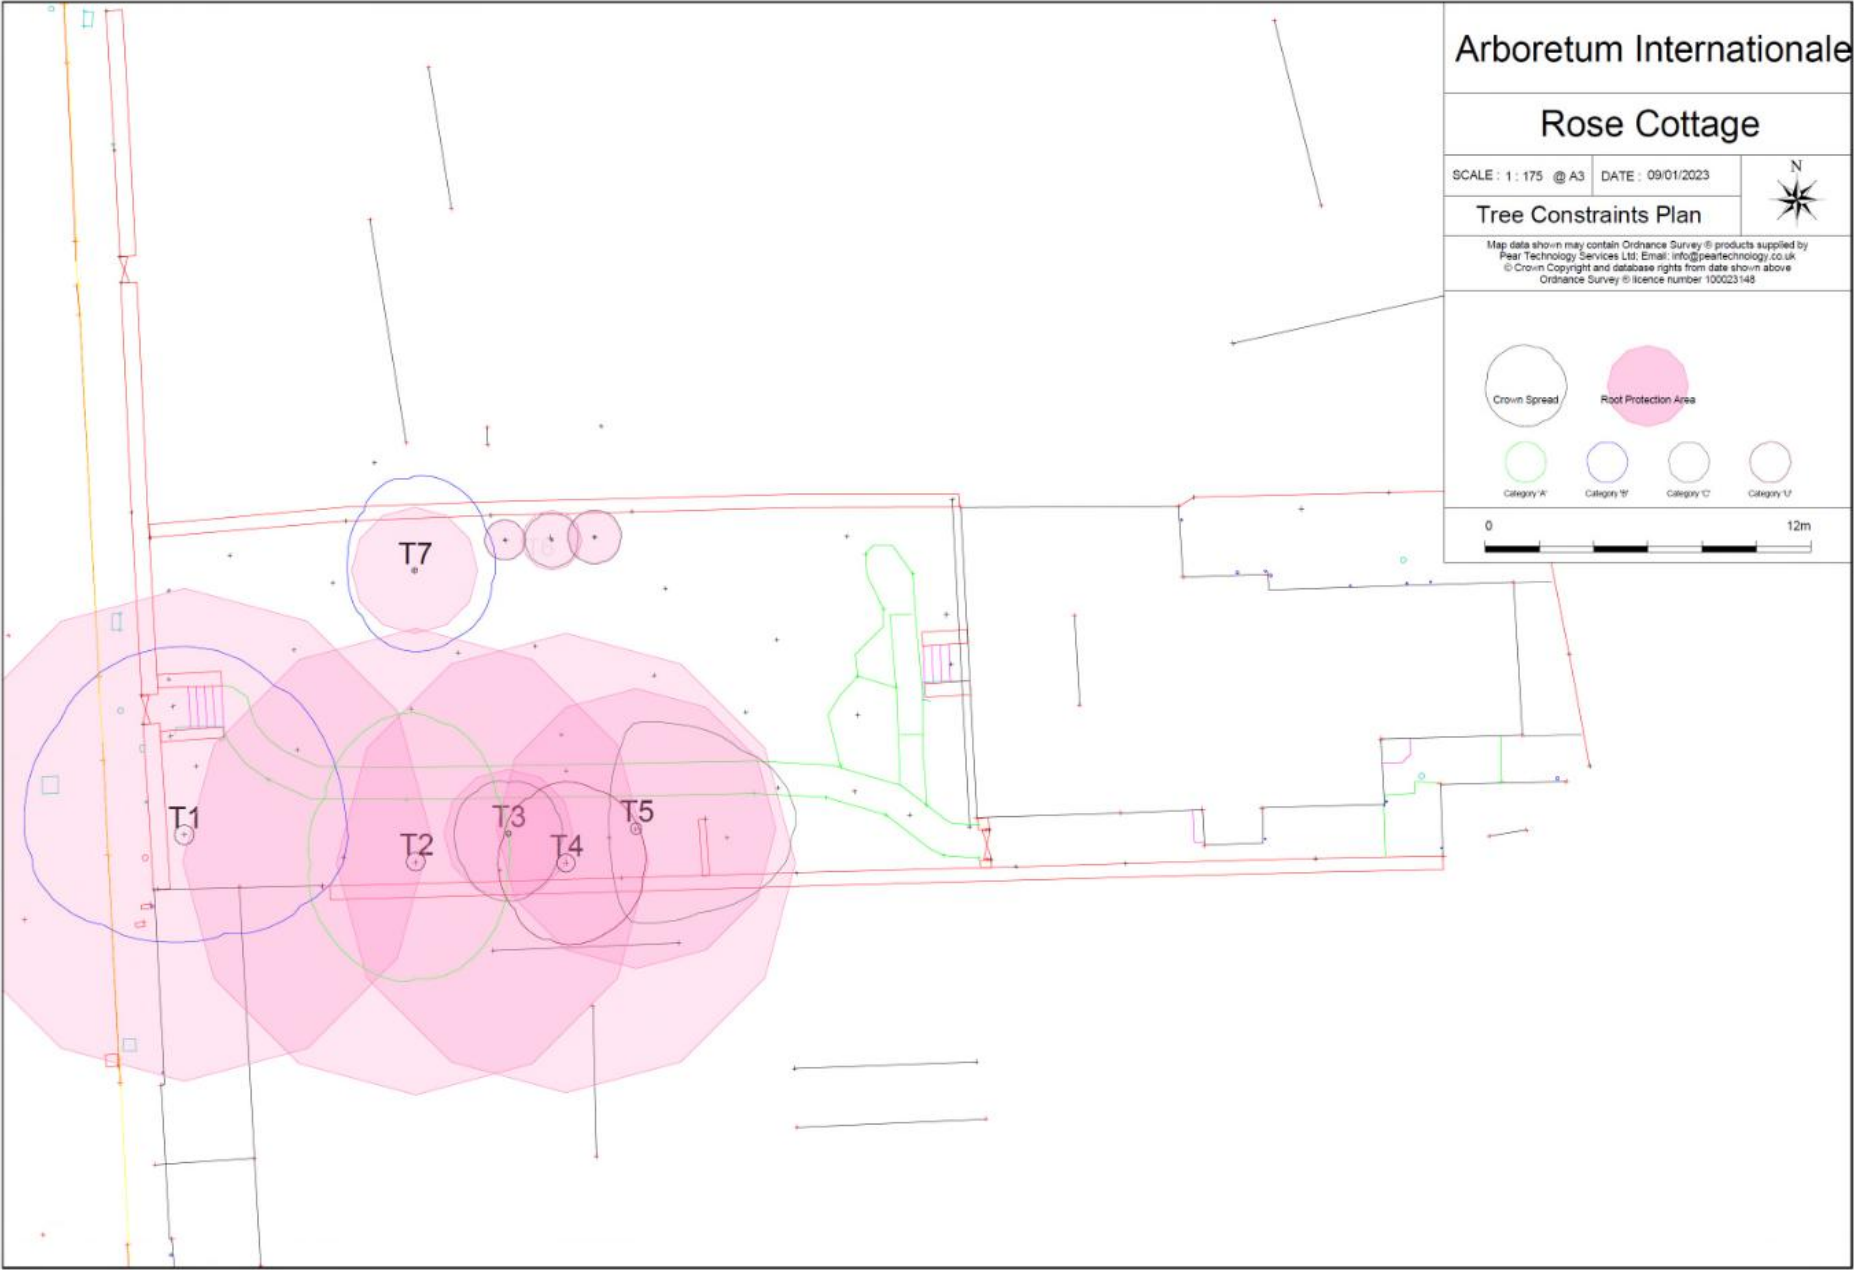 Arboretum Internationale
Rose Cottage
SCALE : 1 : 175 @ A3 DATE : 09/01/2023
N
Tree Constraints Plan
Map data shown may contain Ordnance Survey ® products supplied by
Pear Technology Services Ltd; Email: info@peartechnology.co.uk
© Crown Copyright and database rights from date shown above
Ordnance Survey ® licence number 100023148
Crown Spread Root Protection Area
Category 'A' Category 'B' Category 'C' Category 'U'
0 12m
T7
T6
T1
T2
T3
T4
T5